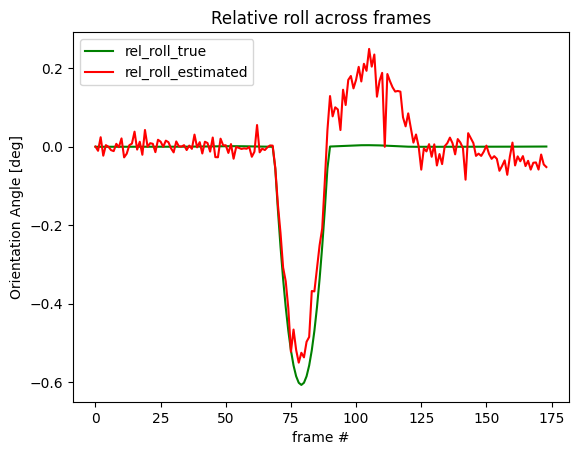 Relative roll across frames
rel_roll_true
rel_roll_estimated
Orientation Angle [deg]
0.2
0.0
−0.2
−0.4
−0.6
0 25 50 75 100 125 150 175
frame #